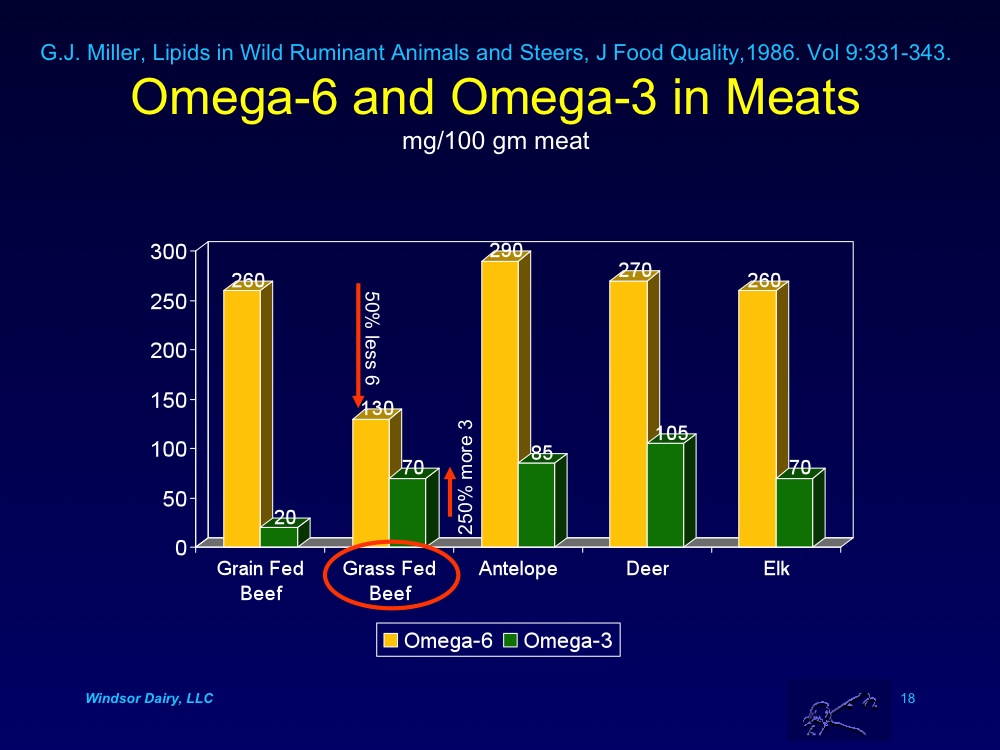 G.J. Miller, Lipids in Wild Ruminant Animals and Steers, J Food Quality,1986. Vol 9:331-343.
Omega-6 and Omega-3 in Meats
mg/100 gm meat
300
250
200
150
100
50
0
260
20
50% less 6
130
70
250% more 3
290
85
270
105
260
70
Grain Fed
Beef
Grass Fed
Beef
Antelope
Deer
Elk
Omega-6
Omega-3
Windsor Dairy, LLC
18